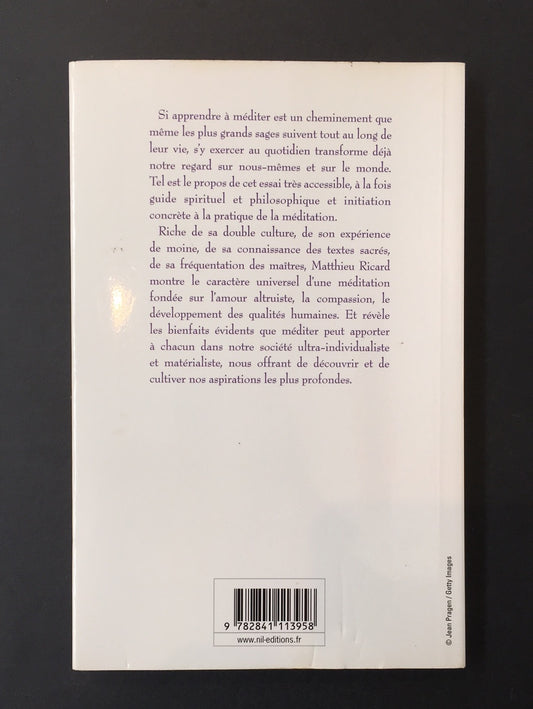 Si apprendre à méditer est un cheminement que
même les plus grands sages suivent tout au long de
leur vie, s'y exercer au quotidien transforme déjà
notre regard sur nous-mêmes et sur le monde.
Tel est le propos de cet essai très accessible, à la fois
guide spirituel et philosophique et initiation
concrète à la pratique de la méditation.
Riche de sa double culture, de son expérience
de moine, de sa connaissance des textes sacrés,
de sa fréquentation des maîtres, Matthieu Ricard
montre le caractère universel d'une méditation
fondée sur l'amour altruiste, la compassion, le
développement des qualités humaines. Et révèle
les bienfaits évidents que méditer peut apporter
à chacun dans notre société ultra-individualiste
et matérialiste, nous offrant de découvrir et de
cultiver nos aspirations les plus profondes.
© Jean Pragen / Getty Images
9 782841 113958
www.nil-editions.fr